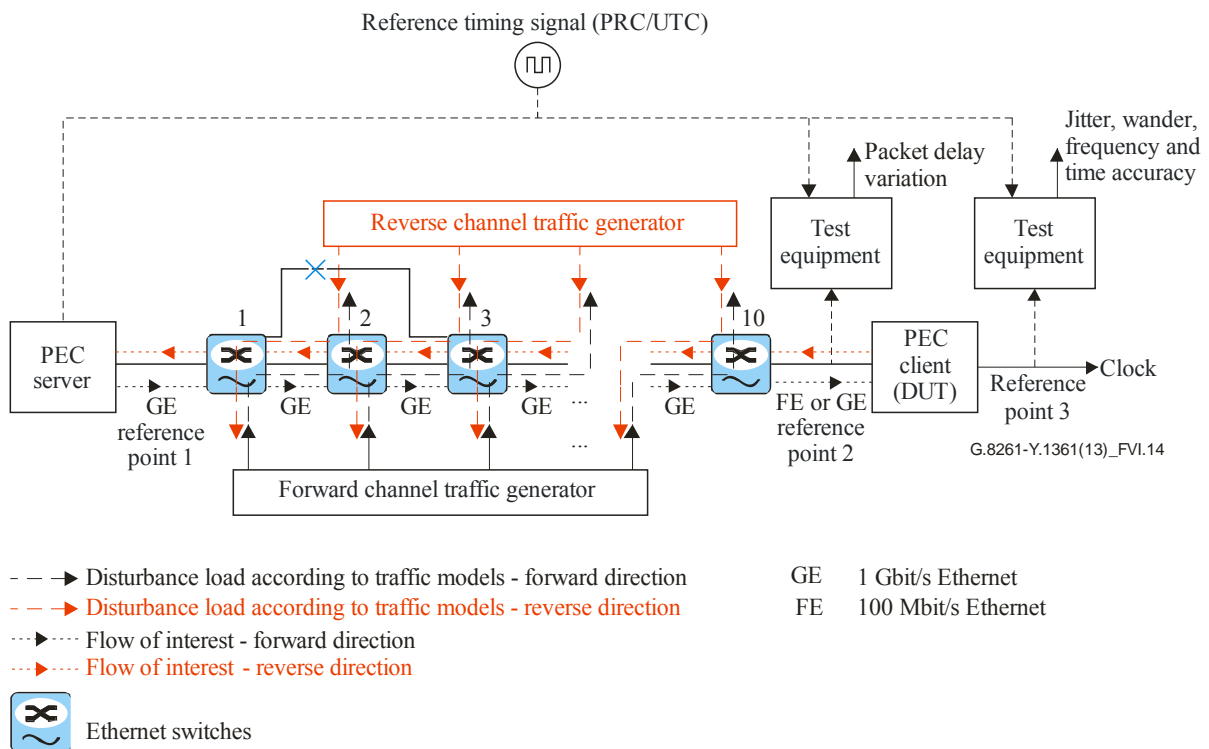 Reference timing signal (PRC/UTC)
Jitter, wander,
frequency and
time accuracy
Packet delay
variation
Reverse channel traffic generator
Test
equipment
Test
equipment
1
2
3
10
PEC
server
PEC
client
(DUT)
Clock
GE
GE
GE
GE
GE
...
...
reference
point 1
FE or GE
reference
point 2
Reference
point 3
G.8261-Y.1361(13)_FVI.14
Forward channel traffic generator
Disturbance load according to traffic models - forward direction
Disturbance load according to traffic models - reverse direction
Flow of interest - forward direction
Flow of interest - reverse direction
Ethernet switches
GE 1 Gbit/s Ethernet
FE 100 Mbit/s Ethernet